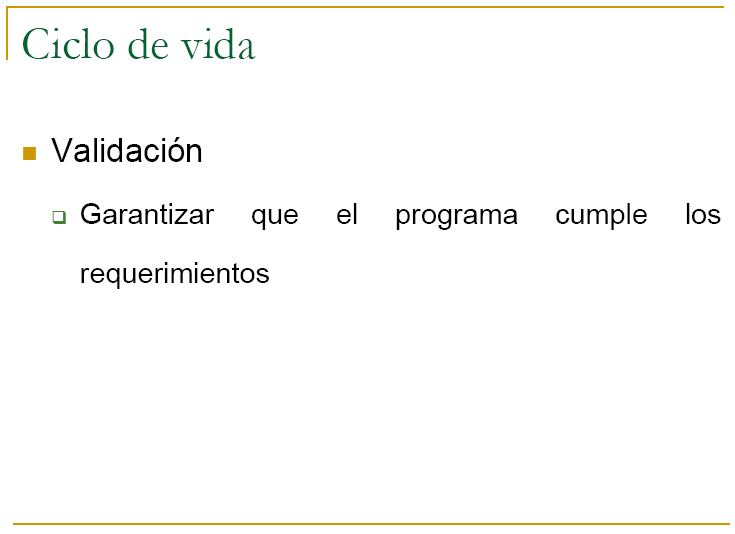 Ciclo de vida
Validación
Garantizar que el programa cumple los
requerimientos